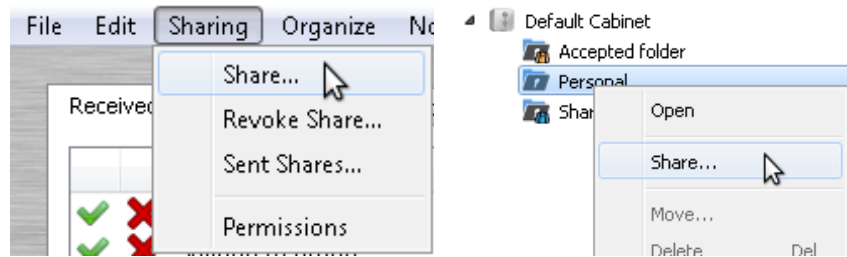 File Edit Sharing Organize
Share...
Received
Revoke Share...
Sent Shares...
Permissions
Default Cabinet
Accepted folder
Personal
Shar
Open
Share...
Move...
Delete Del